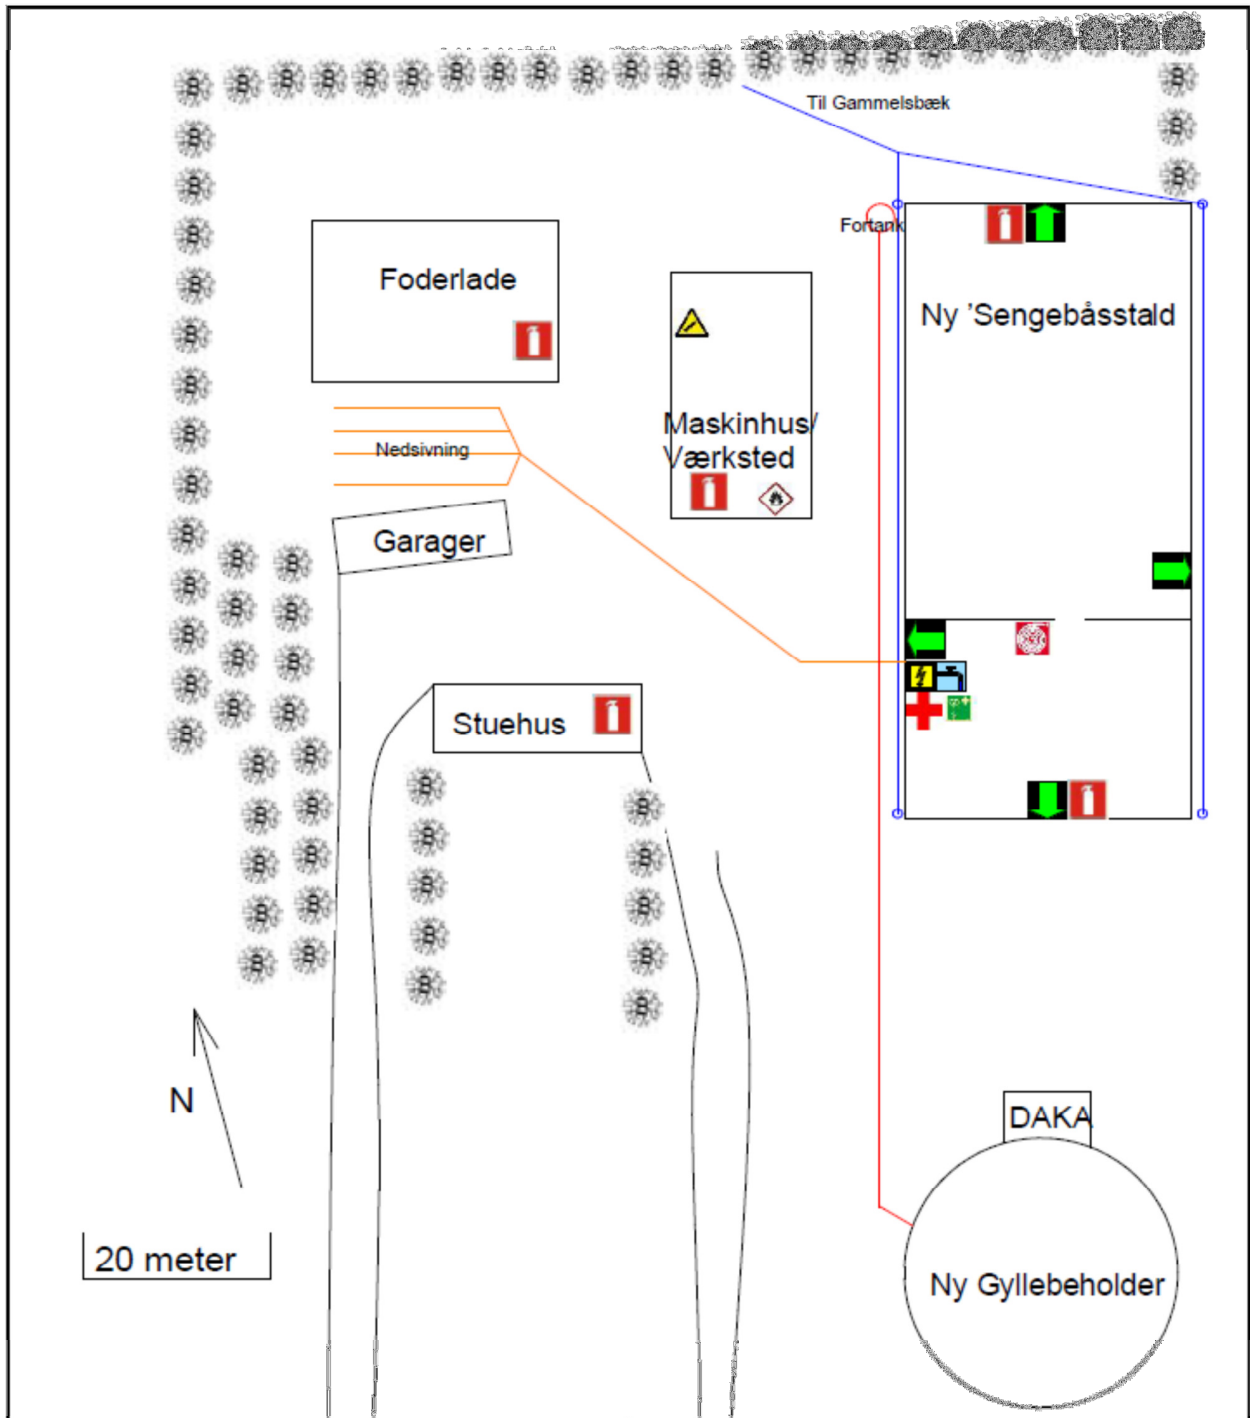 Til Gammelsbæk
Fortank
Foderlade
Ny 'Sengebåsstald
Maskinhus/
Værksted
Nedsivning
Garager
Stuehus
N
DAKA
20 meter
Ny Gyllebeholder